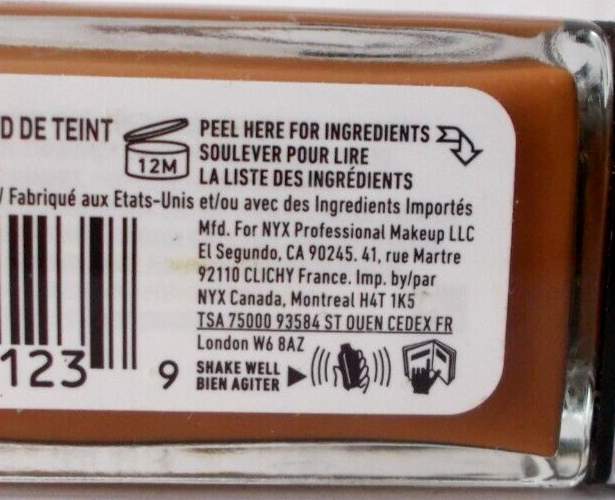 D DE TEINT
12M
PEEL HERE FOR INGREDIENTS
SOULEVER POUR LIRE
LA LISTE DES INGRÉDIENTS
/ Fabriqué aux Etats-Unis et/ou avec des Ingredients Importés
Mfd. For NYX Professional Makeup LLC
El Segundo, CA 90245. 41, rue Martre
92110 CLICHY France. Imp. by/par
NYX Canada, Montreal H4T 1K5
TSA 75000 93584 ST OUEN CEDEX FR
London W6 8AZ
123 9
SHAKE WELL
BIEN AGITER